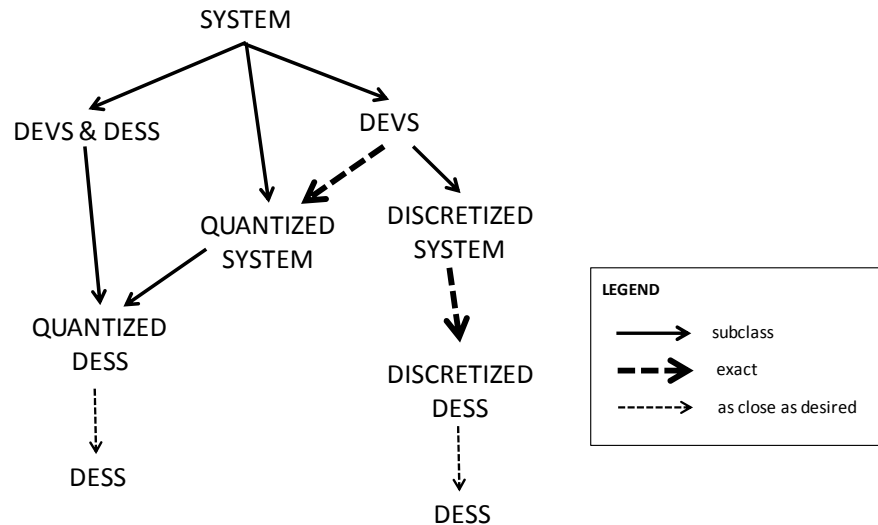 SYSTEM
DEVS & DESS
DEVS
QUANTIZED
SYSTEM
DISCRETIZED
SYSTEM
QUANTIZED
DESS
DISCRETIZED
DESS
DESS
DESS
LEGEND
subclass
exact
as close as desired